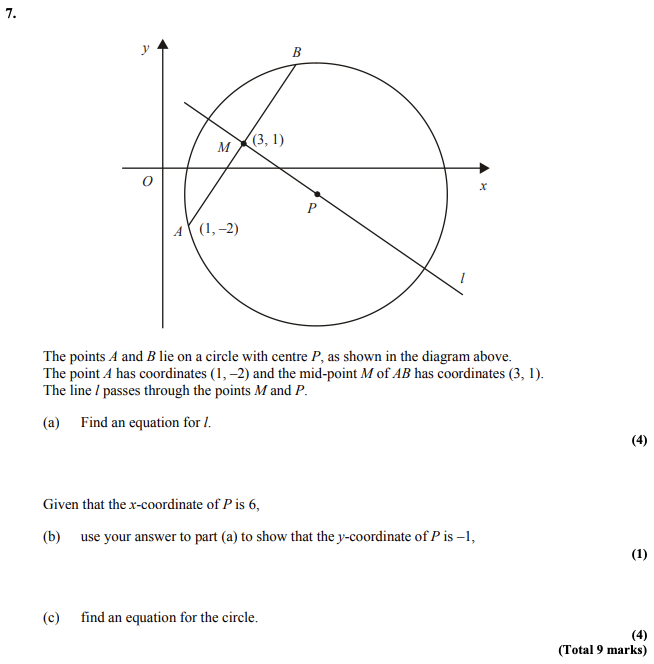 7.
y
B
M
(3, 1)
O
x
P
A
(1, –2)
l
The points A and B lie on a circle with centre P, as shown in the diagram above.
The point A has coordinates (1, –2) and the mid-point M of AB has coordinates (3, 1).
The line l passes through the points M and P.
(a) Find an equation for l.
(4)
Given that the x-coordinate of P is 6,
(b) use your answer to part (a) to show that the y-coordinate of P is –1,
(1)
(c) find an equation for the circle.
(4)
(Total 9 marks)